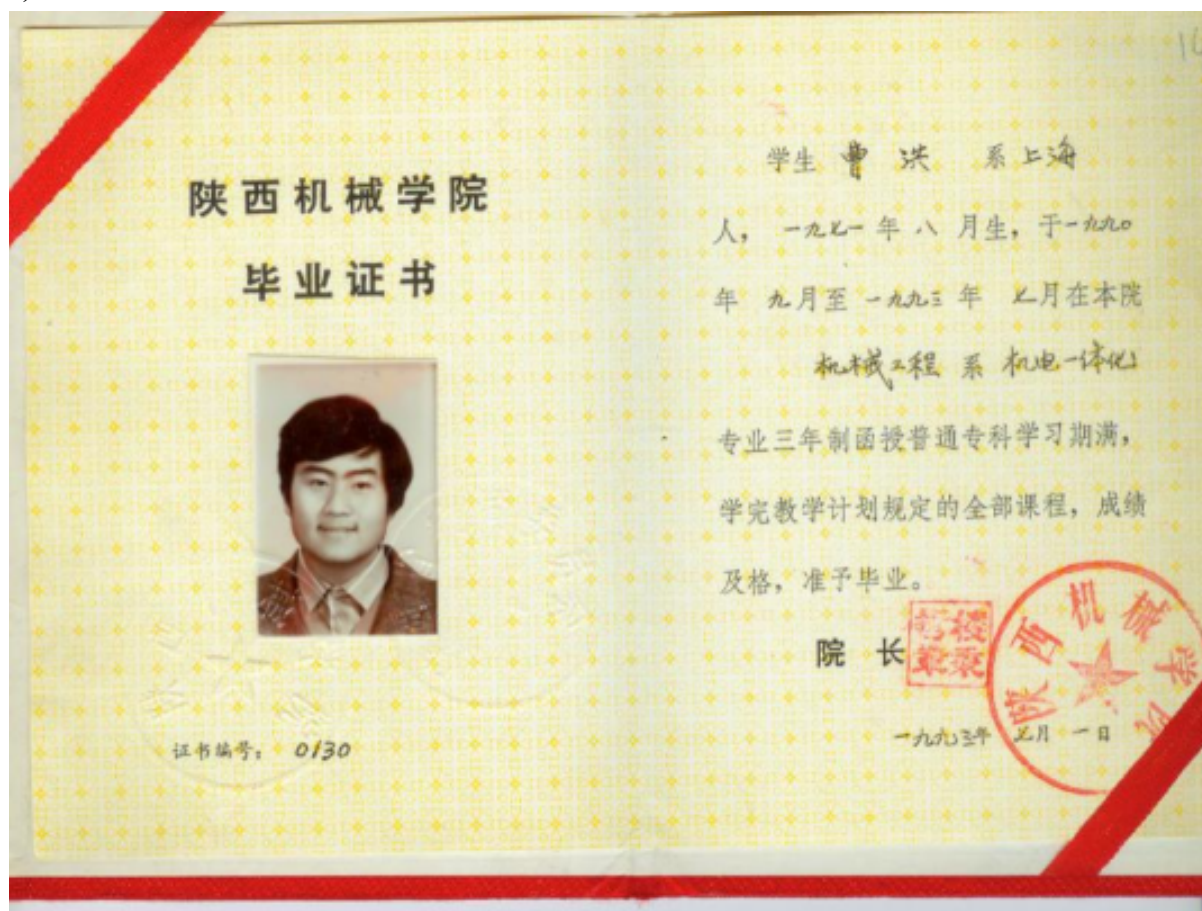 陕西机械学院
毕业证书
证书编号：0130
学生 曹洪 系上海
人，一九七一年八月生，于一九九〇
年九月至一九九三年七月在本院
机械工程系机电一体化
专业三年制函授普通专科学习期满，
学完教学计划规定的全部课程，成绩
及格，准予毕业。
院长
陕西机械学院
一九九三年七月一日